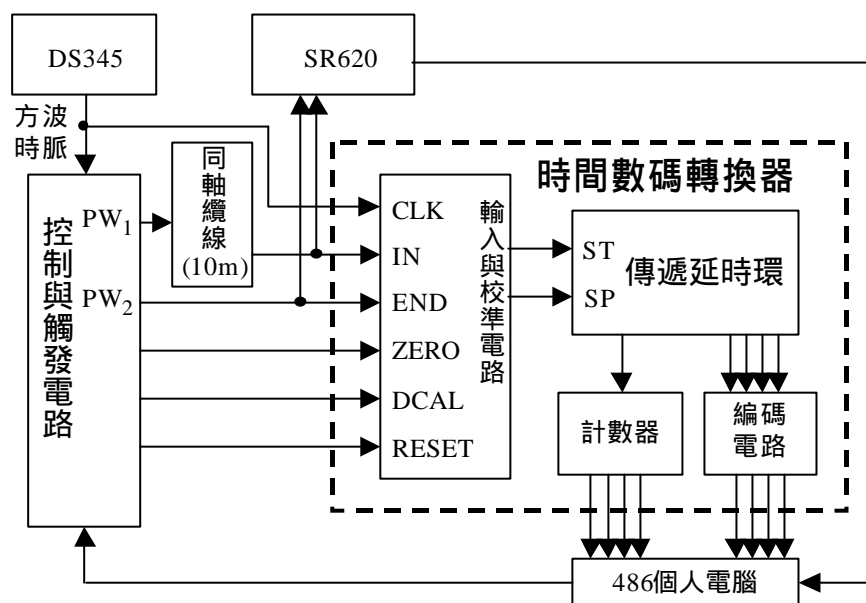 DS345
SR620
方波
時脈
同軸纜線
(10m)
時間數碼轉換器
控制與觸發電路
PW1
PW2
CLK
IN
END
ZERO
DCAL
RESET
輸入與校準電路
ST
SP
傳遞延時環
計數器
編碼
電路
486個人電腦